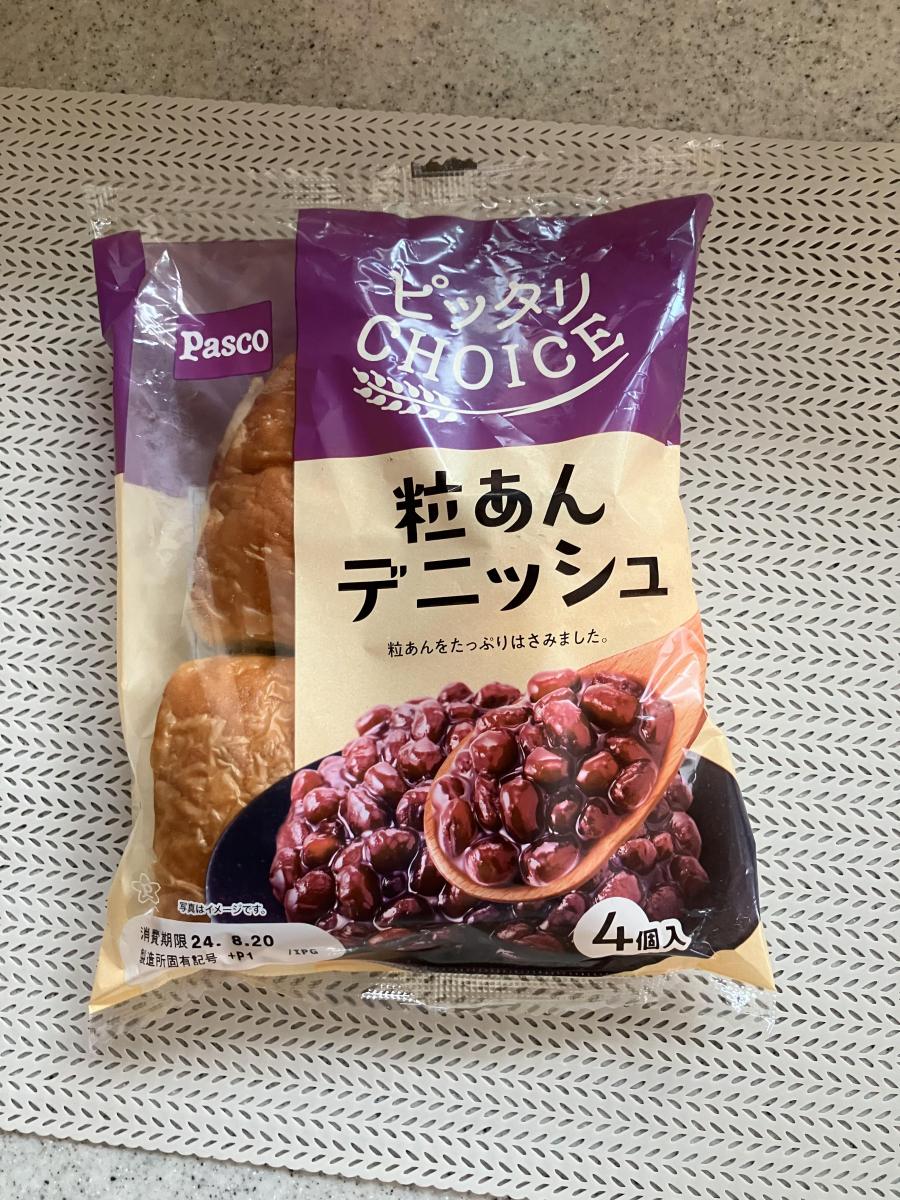 Pasco
ピッタリ
CHOICE
粒あん
デニッシュ
粒あんをたっぷりはさみました。
写真はイメージです。
消費期限 24. 8.20
製造所固有記号 +P1 /IPG
4個入